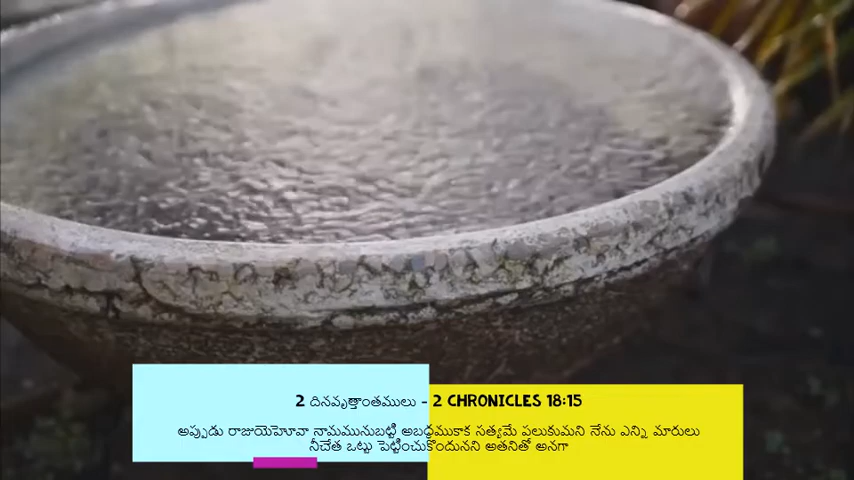 2 దినవృత్తాంతములు - 2 CHRONICLES 18:15
అప్పుడు రాజుయెహోవా నామమునుబట్టి అబద్ధముకాక సత్యమే పలుకుమని నేను ఎన్ని మారులు
నీచేత ఒట్టు పెట్టించుకొందునని అతనితో అనగా